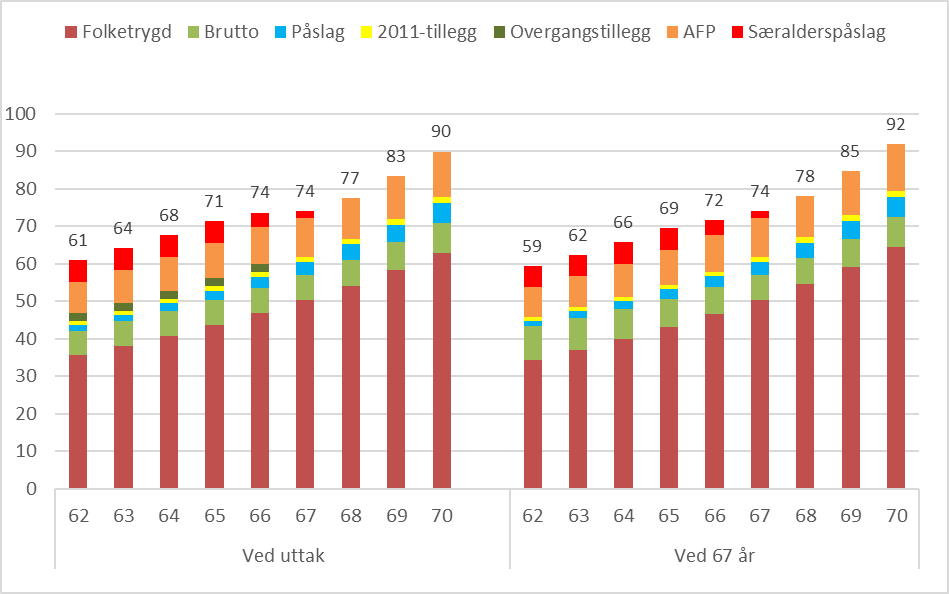 Folketrygd Brutto Påslag 2011-tillegg Overgangstillegg AFP Særalderspåslag
100
90
80
70
60
50
40
30
20
10
0
61 64 68 71 74 74 77 83 90 59 62 66 69 72 74 78 85 92
62 63 64 65 66 67 68 69 70 62 63 64 65 66 67 68 69 70
Ved uttak Ved 67 år